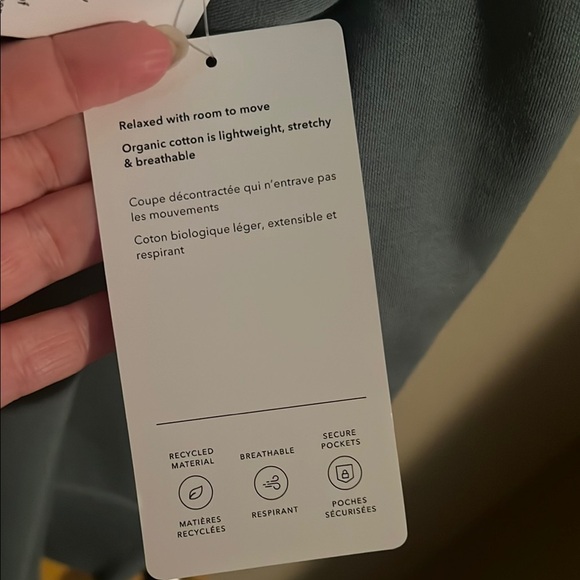 Relaxed with room to move
Organic cotton is lightweight, stretchy
& breathable
Coupe décontractée qui n'entrave pas
les mouvements
Coton biologique léger, extensible et
respirant
RECYCLED
MATERIAL
MATIÈRES
RECYCLÉES
BREATHABLE
RESPIRANT
SECURE
POCKETS
POCHES
SÉCURISÉES